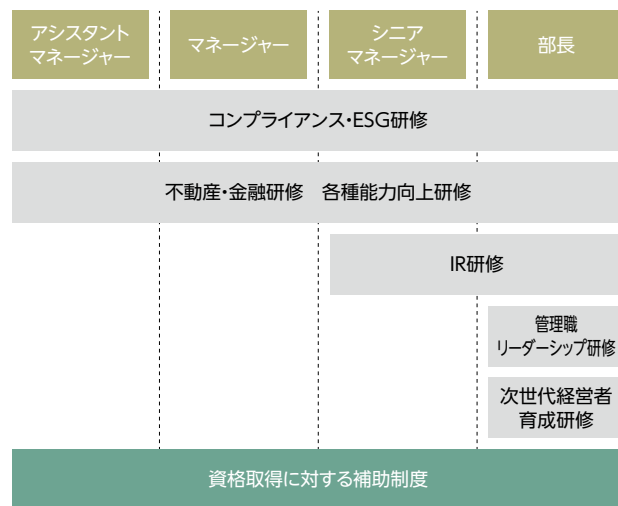 アシスタント
マネージャー
マネージャー
シニア
マネージャー
部長
コンプライアンス・ESG研修
不動産・金融研修　各種能力向上研修
IR研修
管理職
リーダーシップ研修
次世代経営者
育成研修
資格取得に対する補助制度